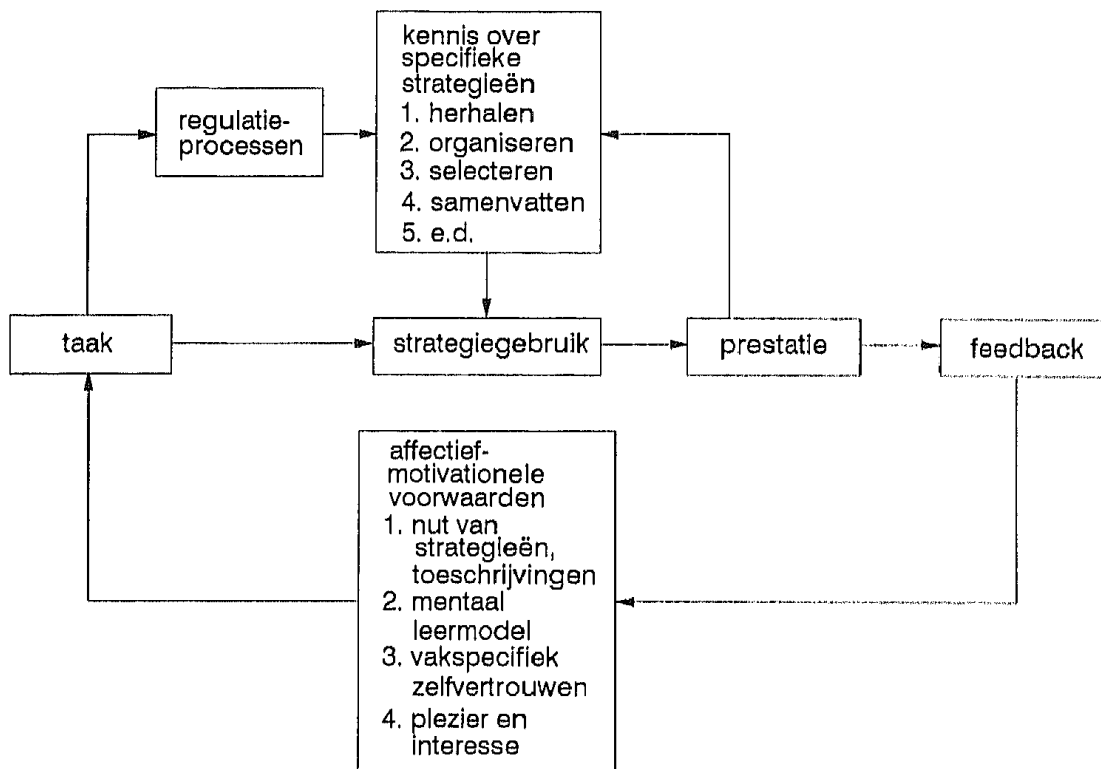 kennis over
specifieke
strategieën
1. herhalen
2. organiseren
3. selecteren
4. samenvatten
5. e.d.
regulatie-
processen
taak
strategiegebruik
prestatie
feedback
affectief-
motivationele
voorwaarden
1. nut van
strategieën,
toeschrijvingen
2. mentaal
leermodel
3. vakspecifiek
zelfvertrouwen
4. plezier en
interesse